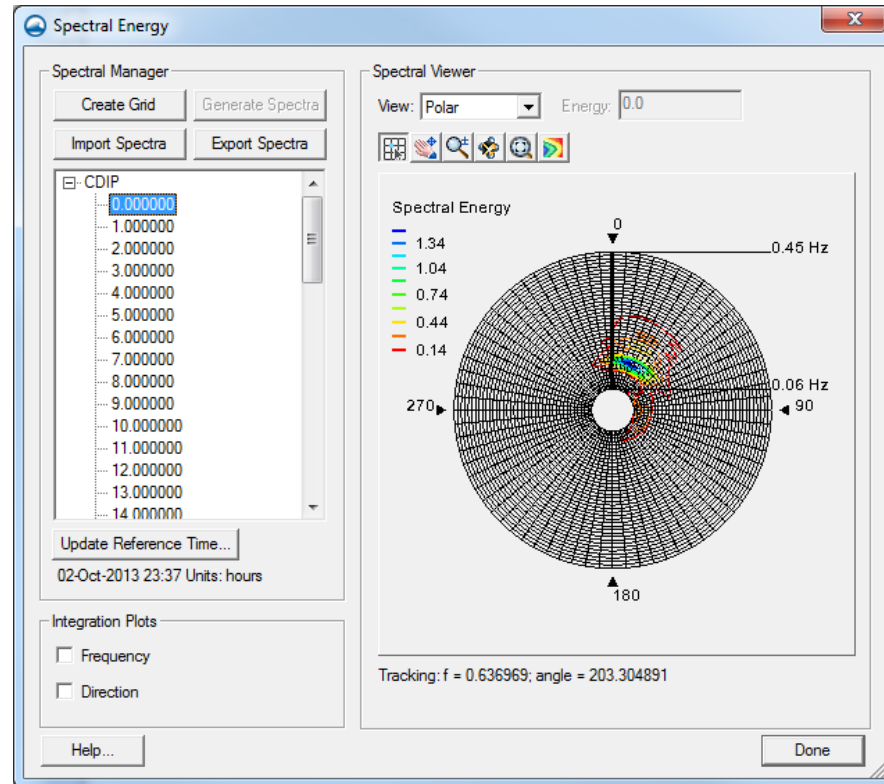 Spectral Energy
Spectral Manager
Create Grid
Generate Spectra
Import Spectra
Export Spectra
CDIP
0.000000
1.000000
2.000000
3.000000
4.000000
5.000000
6.000000
7.000000
8.000000
9.000000
10.000000
11.000000
12.000000
13.000000
14.000000
Update Reference Time...
02-Oct-2013 23:37 Units: hours
Integration Plots
Frequency
Direction
Help...
Spectral Viewer
View: Polar
Energy: 0.0
Spectral Energy
1.34
1.04
0.74
0.44
0.14
0
0.45 Hz
0.06 Hz
270
90
180
Tracking: f = 0.636969; angle = 203.304891
Done